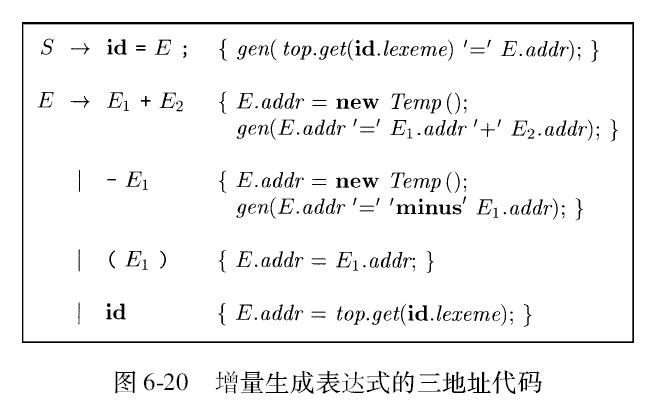 S → id = E ; { gen( top.get(id.lexeme) '=' E.addr); }
E → E₁ + E₂ { E.addr = new Temp();
gen(E.addr '=' E₁.addr '+' E₂.addr); }
| - E₁ { E.addr = new Temp();
gen(E.addr '=' 'minus' E₁.addr); }
| ( E₁ ) { E.addr = E₁.addr; }
| id { E.addr = top.get(id.lexeme); }
图 6-20 增量生成表达式的三地址代码